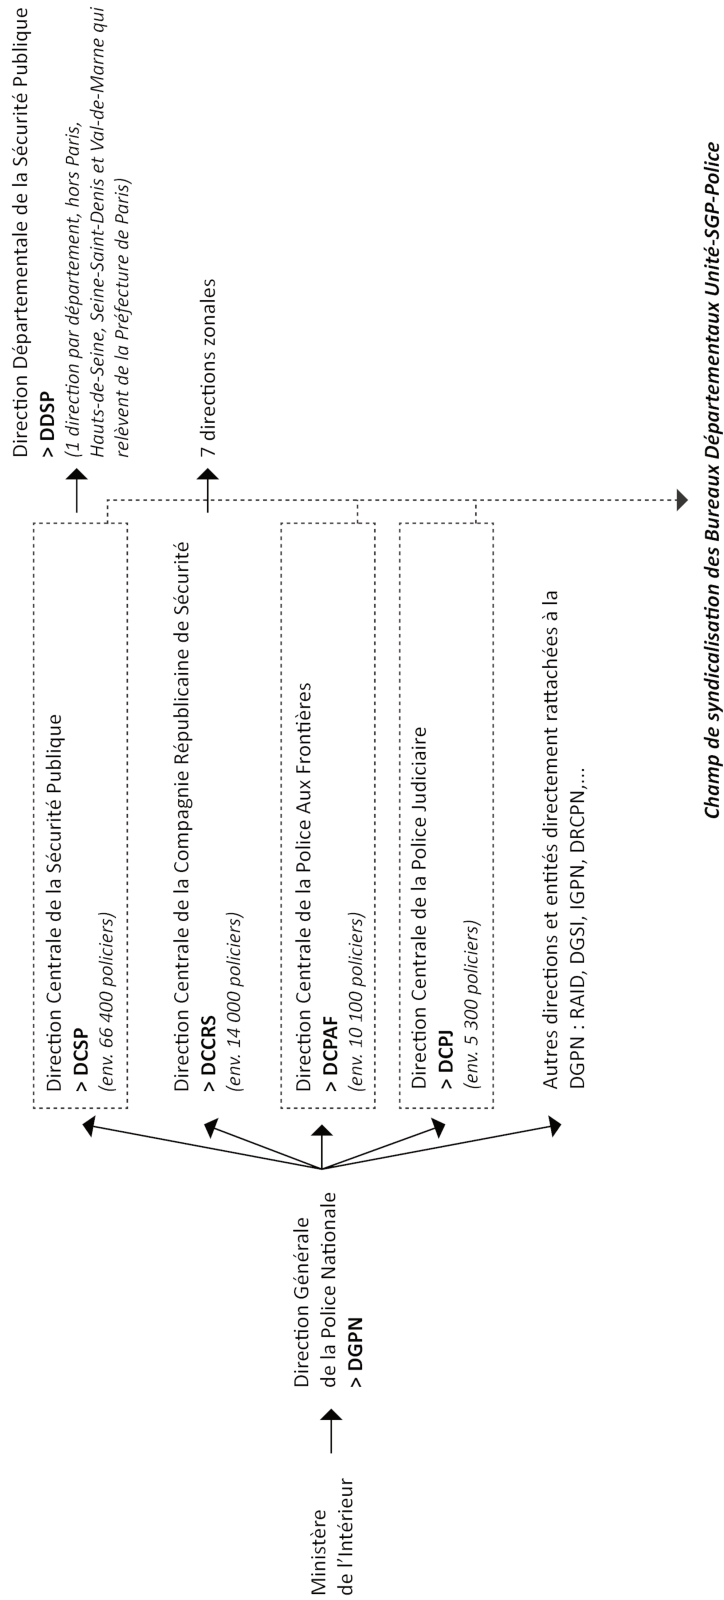 Ministère
de l'Intérieur
Direction Générale
de la Police Nationale
> DGPN
Direction Centrale de la Sécurité Publique
> DCSP
(env. 66 400 policiers)
Direction Départementale de la Sécurité Publique
> DDSP
(1 direction par département, hors Paris,
Hauts-de-Seine, Seine-Saint-Denis et Val-de-Marne qui
relèvent de la Préfecture de Paris)
Direction Centrale de la Compagnie Républicaine de Sécurité
> DCCRS
(env. 14 000 policiers)
7 directions zonales
Direction Centrale de la Police Aux Frontières
> DCPAF
(env. 10 100 policiers)
Direction Centrale de la Police Judiciaire
> DCPJ
(env. 5 300 policiers)
Autres directions et entités directement rattachées à la
DGPN : RAID, DGSI, IGPN, DRCPN,...
Champ de syndicalisation des Bureaux Départementaux Unité-SGP-Police